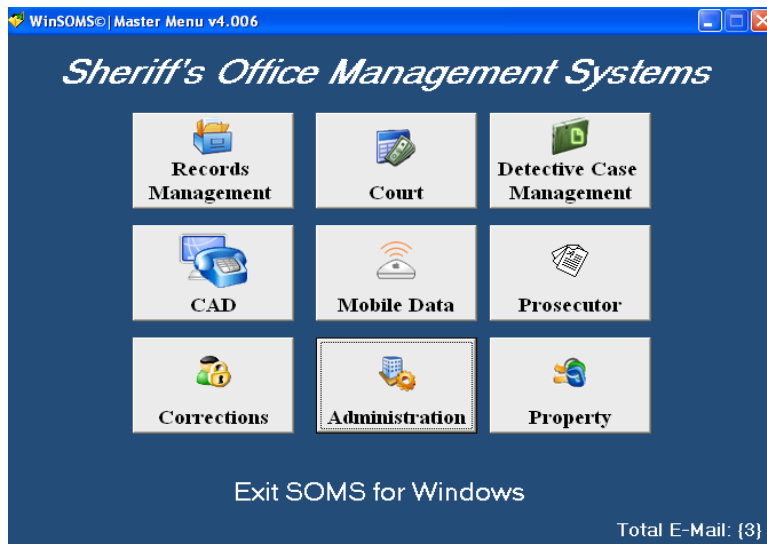 WinSOMS©| Master Menu v4.006
Sheriff's Office Management Systems
Records
Management
Court
Detective Case
Management
CAD
Mobile Data
Prosecutor
Corrections
Administration
Property
Exit SOMS for Windows
Total E-Mail: {3}